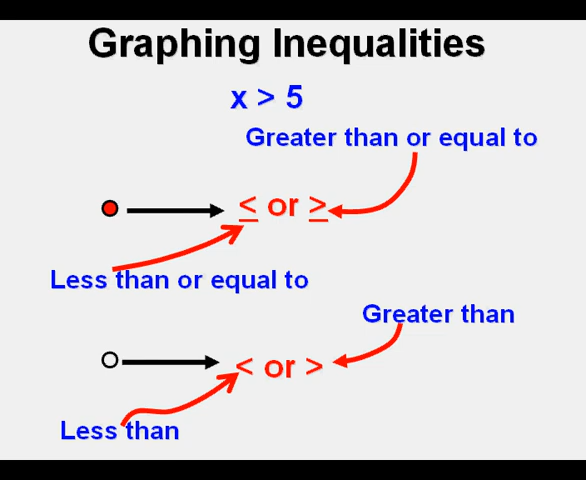 Graphing Inequalities
x > 5
Greater than or equal to
≤ or ≥
Less than or equal to
Greater than
< or >
Less than